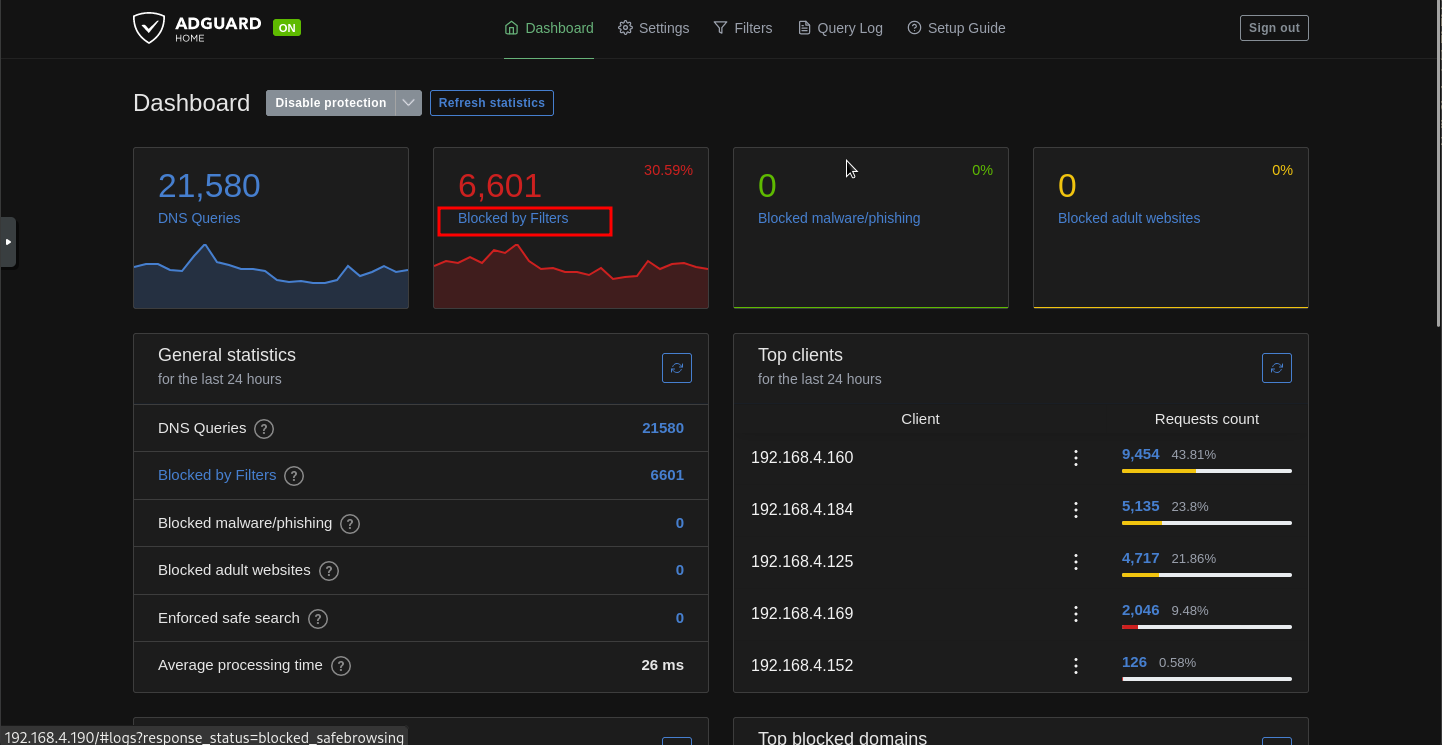 ADGUARD
HOME
ON
Dashboard
Settings
Filters
Query Log
Setup Guide
Sign out
Dashboard
Disable protection
Refresh statistics
21,580
DNS Queries
30.59%
6,601
Blocked by Filters
0%
0
Blocked malware/phishing
0%
0
Blocked adult websites
General statistics
for the last 24 hours
DNS Queries ? 21580
Blocked by Filters ? 6601
Blocked malware/phishing ? 0
Blocked adult websites ? 0
Enforced safe search ? 0
Average processing time ? 26 ms
Top clients
for the last 24 hours
Client Requests count
192.168.4.160 9,454 43.81%
192.168.4.184 5,135 23.8%
192.168.4.125 4,717 21.86%
192.168.4.169 2,046 9.48%
192.168.4.152 126 0.58%
Top blocked domains
192.168.4.190/#logs?response_status=blocked_safebrowsing